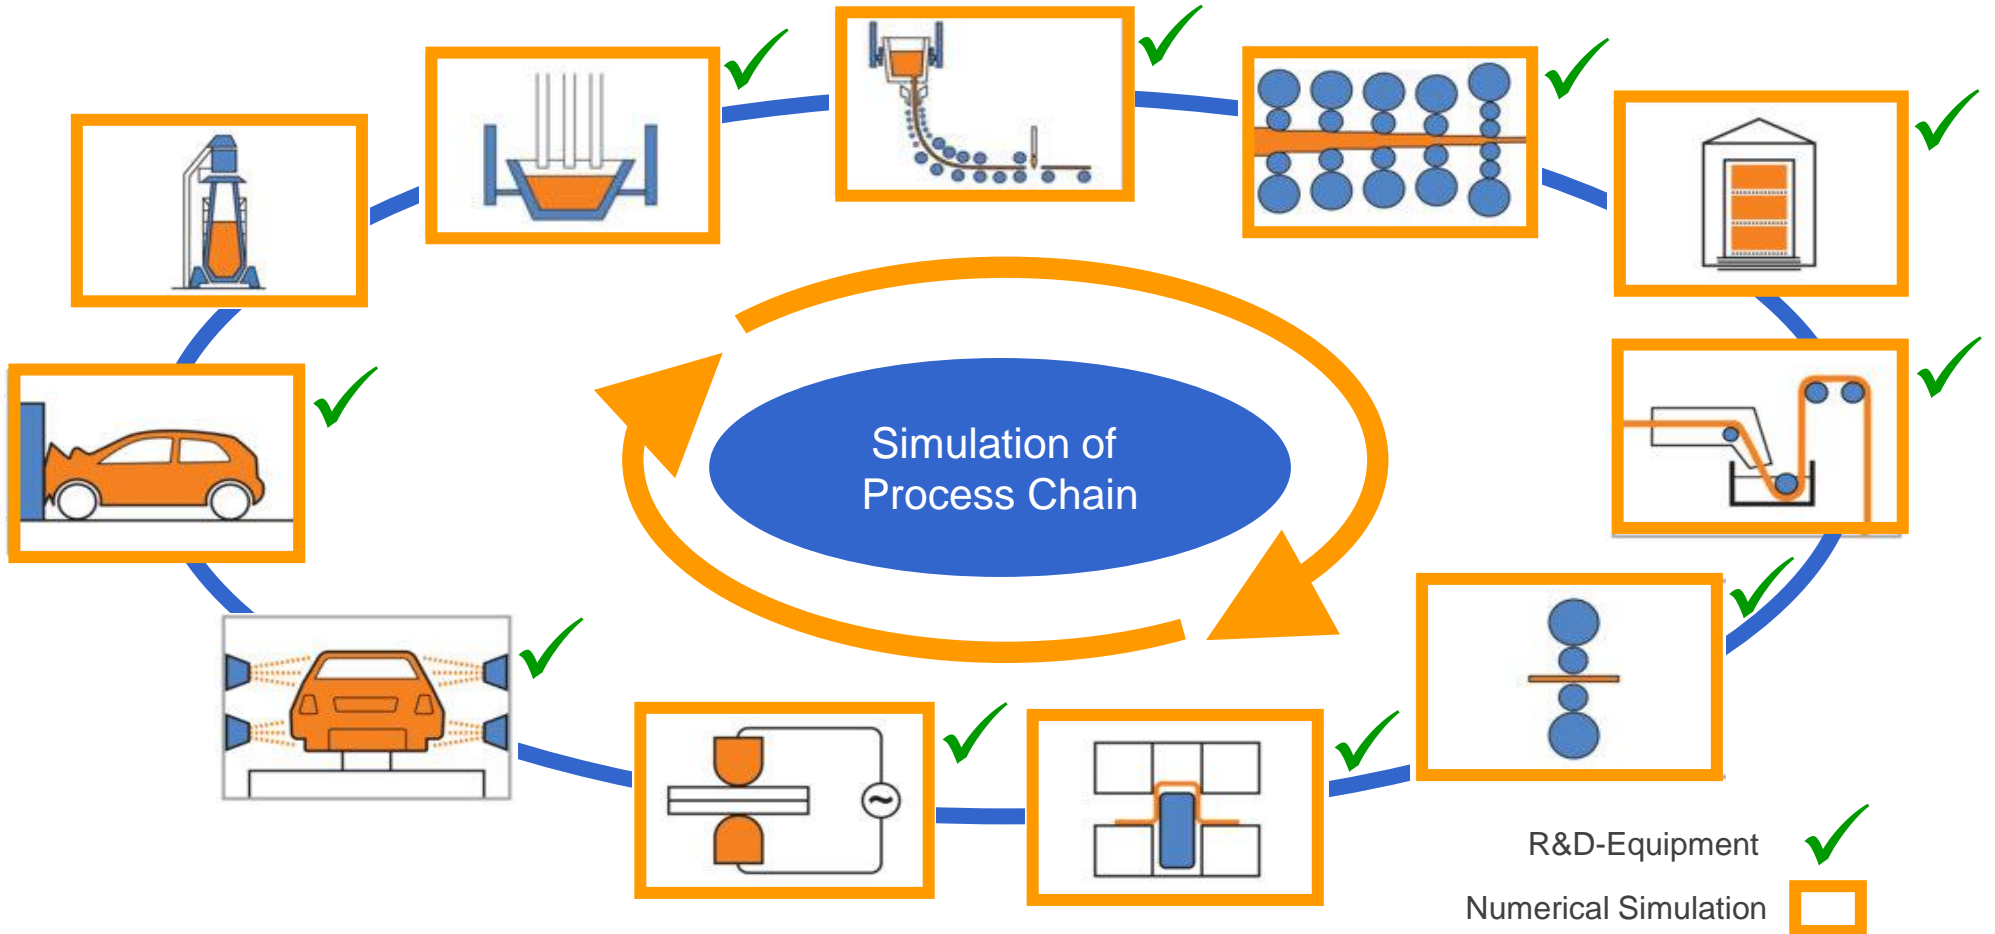 Simulation of
Process Chain
R&D-Equipment
Numerical Simulation